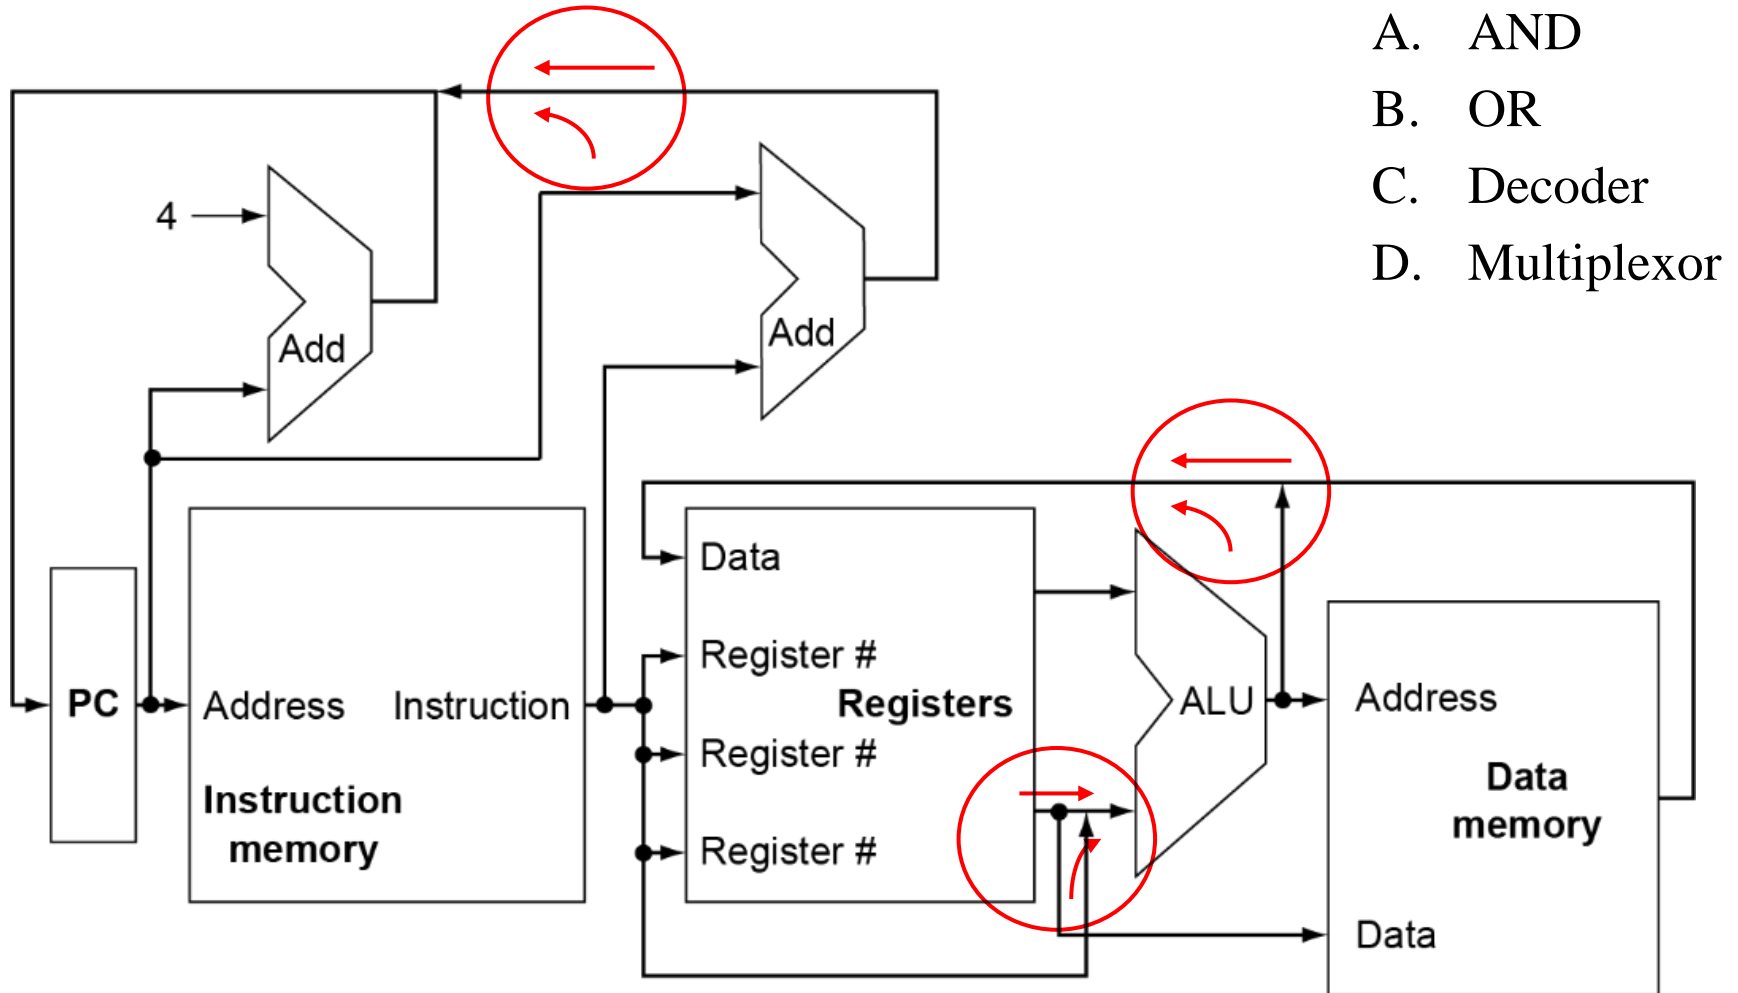 A. AND
B. OR
C. Decoder
D. Multiplexor
4
Add
Add
PC
Address
Instruction
Instruction
memory
Data
Register #
Registers
Register #
Register #
ALU
Address
Data
memory
Data